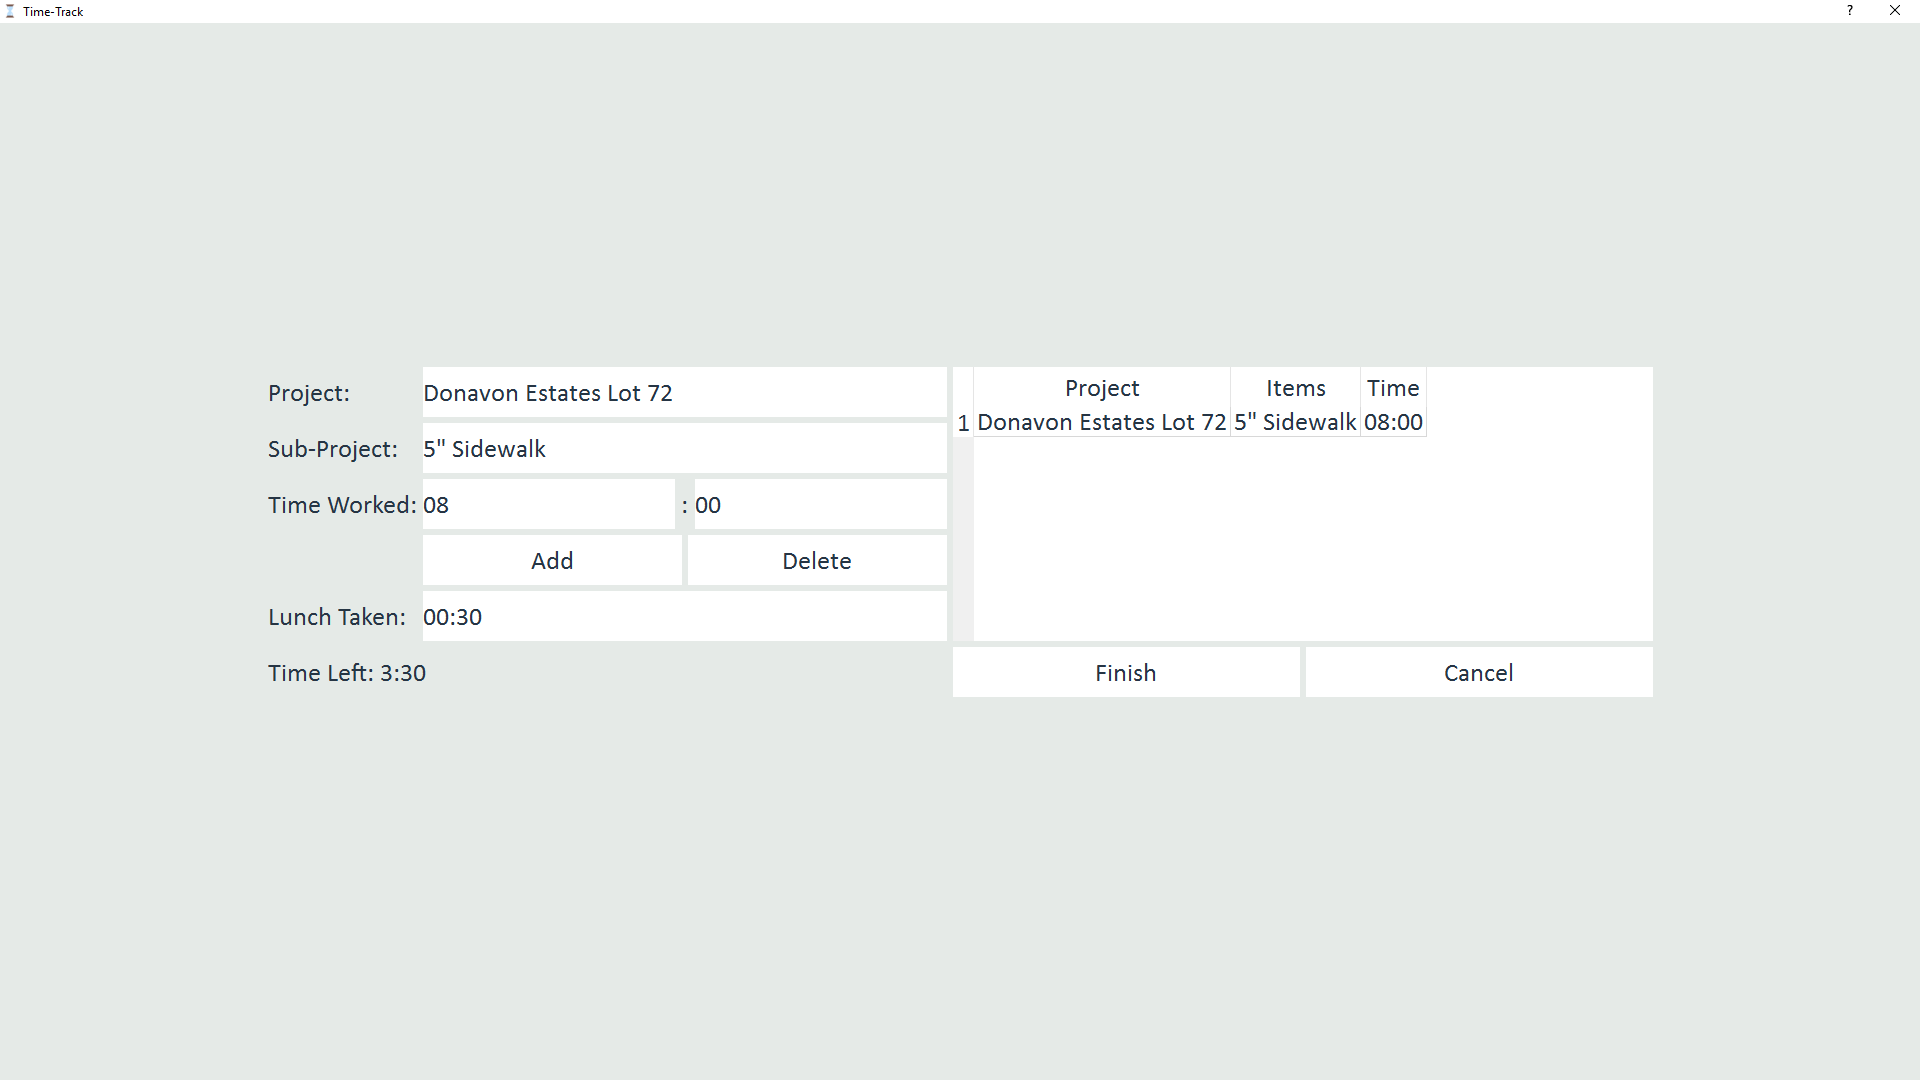 Time-Track
?
Project: Donavon Estates Lot 72
Sub-Project: 5" Sidewalk
Time Worked: 08 : 00
Add Delete
Lunch Taken: 00:30
Time Left: 3:30
Project Items Time
1 Donavon Estates Lot 72 5" Sidewalk 08:00
Finish Cancel